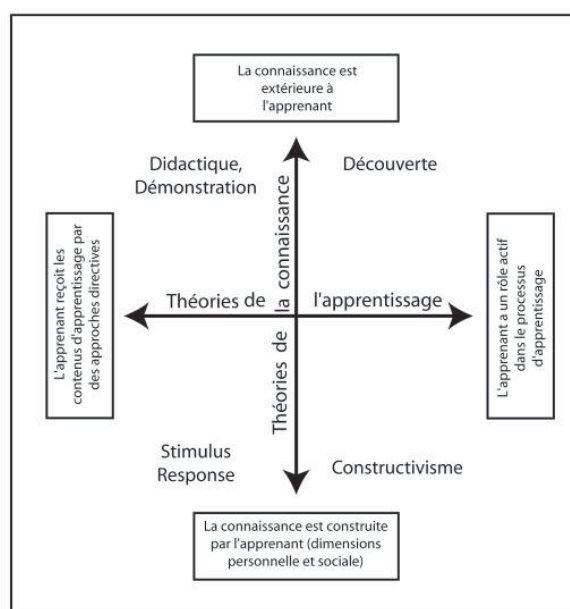 La connaissance est
extérieure à
l'apprenant
Didactique,
Démonstration
Découverte
L'apprenant reçoit les
contenus d'apprentissage par
des approches directives
Théories de
l'apprentissage
Théories de la connaissance
L'apprenant a un rôle actif
dans le processus
d'apprentissage
Stimulus
Response
Constructivisme
La connaissance est construite
par l'apprenant (dimensions
personnelle et sociale)